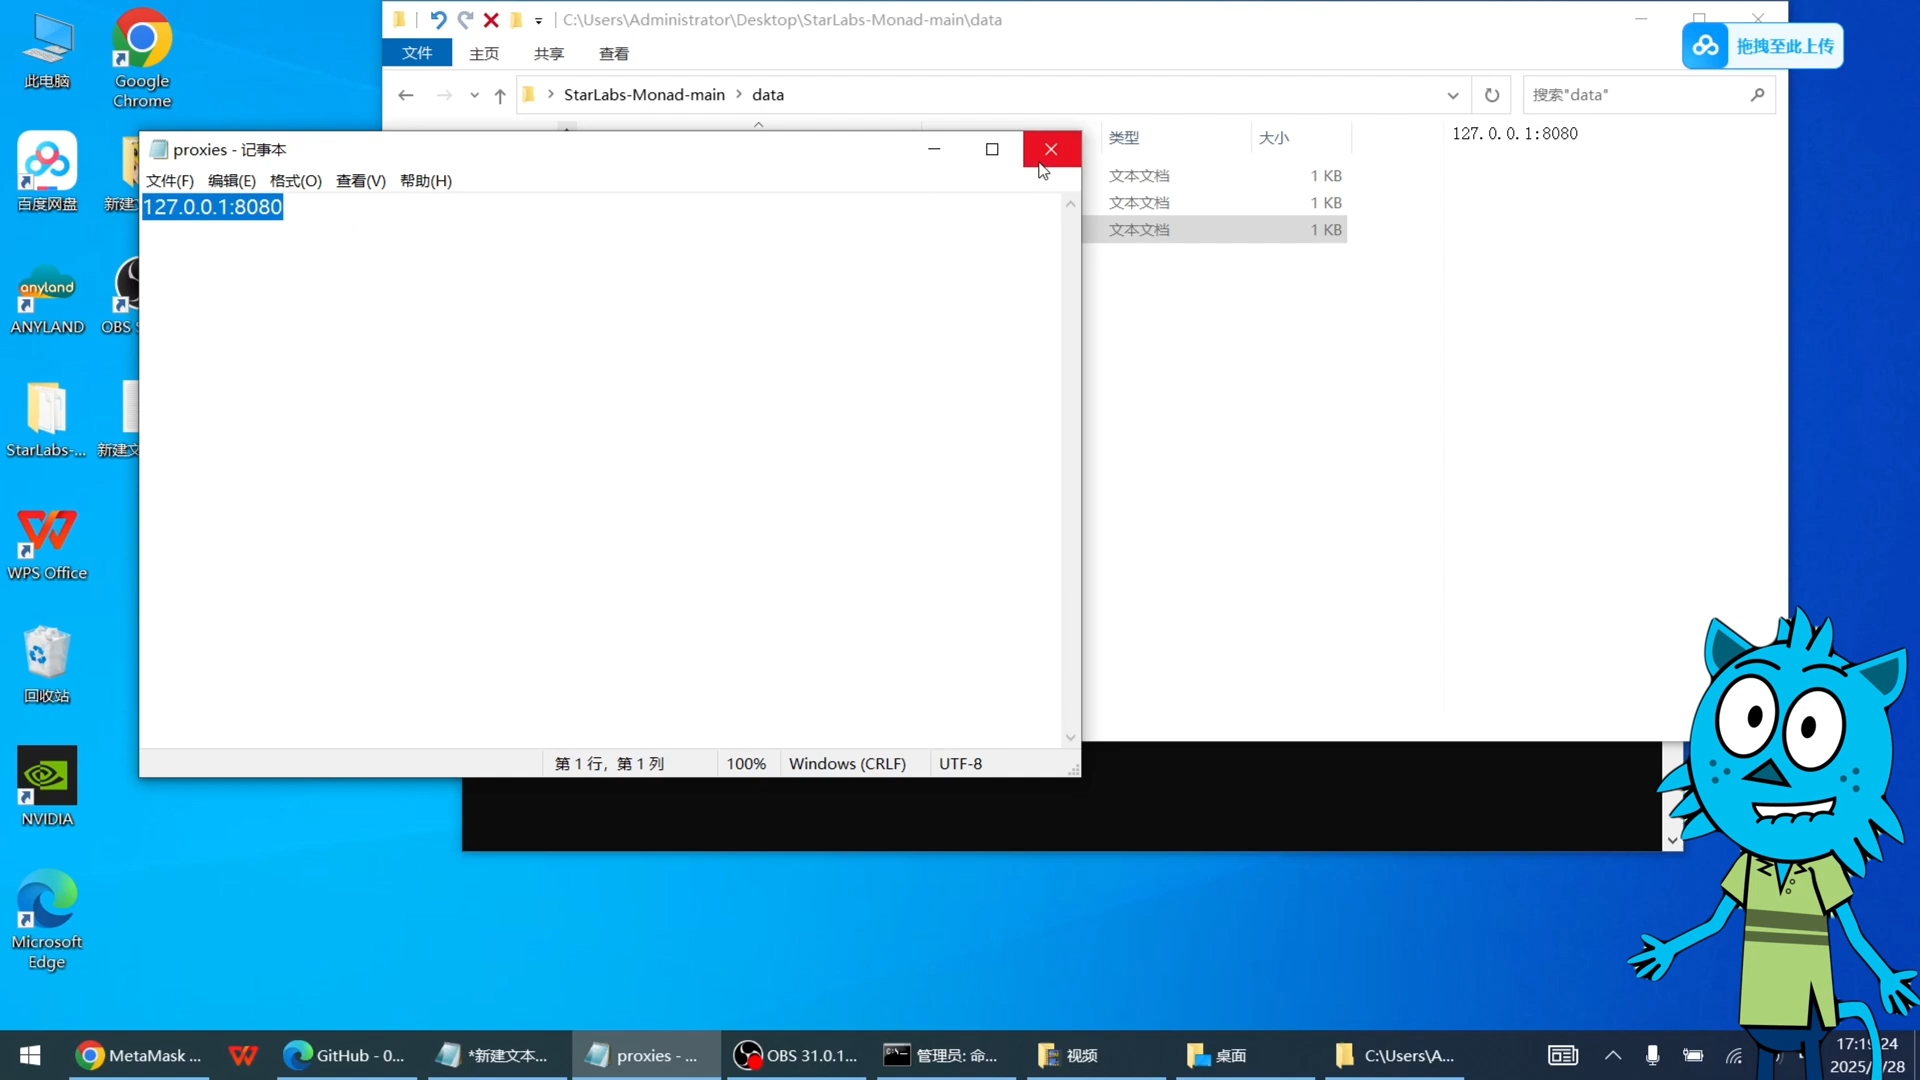 此电脑
Google
Chrome
百度网盘
新建
anyland
ANYLAND
OBS S
StarLabs-...
新建文
WPS Office
回收站
NVIDIA
Microsoft
Edge
C:\Users\Administrator\Desktop\StarLabs-Monad-main\data
文件
主页
共享
查看
StarLabs-Monad-main
data
搜索"data"
拖拽至此上传
类型
大小
文本文档
1 KB
文本文档
1 KB
文本文档
1 KB
127.0.0.1:8080
proxies - 记事本
文件(F)
编辑(E)
格式(O)
查看(V)
帮助(H)
127.0.0.1:8080
第 1 行，第 1 列
100%
Windows (CRLF)
UTF-8
MetaMask ...
GitHub - 0...
*新建文本...
proxies - ...
OBS 31.0.1...
管理员: 命...
视频
桌面
C:\Users\A...